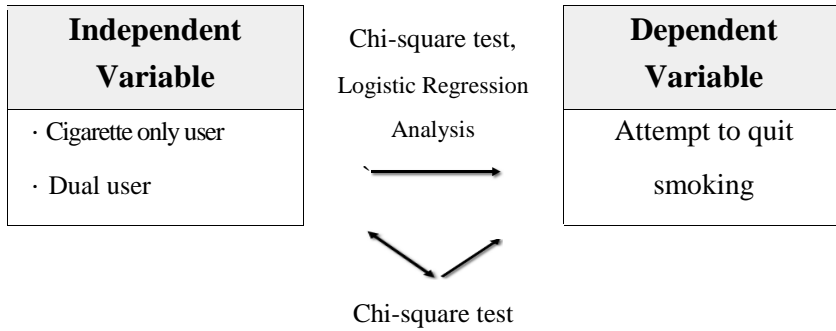 Independent
Variable
· Cigarette only user
· Dual user
Chi-square test,
Logistic Regression
Analysis
Dependent
Variable
Attempt to quit
smoking
Chi-square test